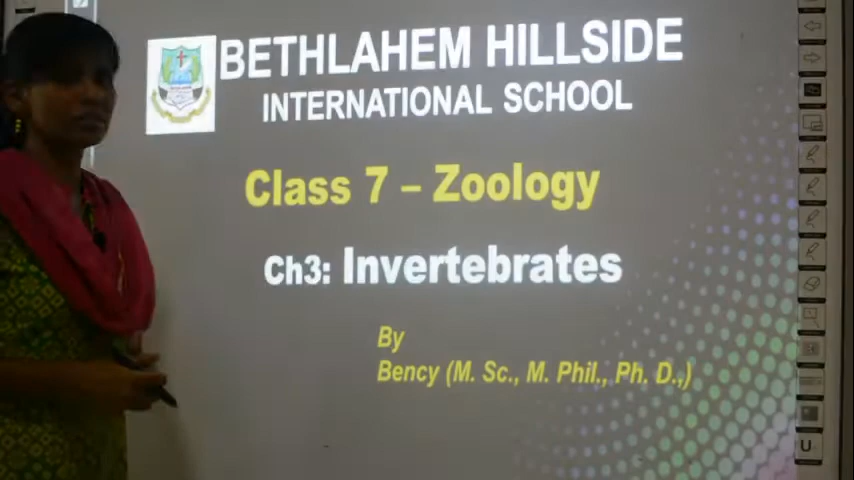 BETHLAHEM HILLSIDE
INTERNATIONAL SCHOOL
Class 7 – Zoology
Ch3: Invertebrates
By
Bency (M. Sc., M. Phil., Ph. D.,)
U